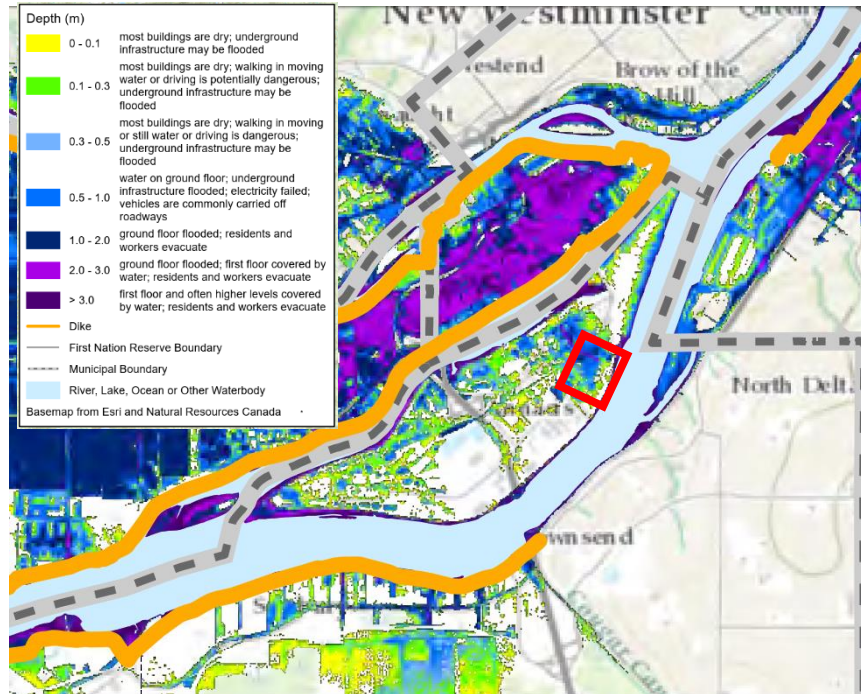 Depth (m)
0 - 0.1 most buildings are dry; underground
infrastructure may be flooded
0.1 - 0.3 most buildings are dry; walking in moving
water or driving is potentially dangerous;
underground infrastructure may be
flooded
0.3 - 0.5 most buildings are dry; walking in moving
or still water or driving is dangerous;
underground infrastructure may be
flooded
0.5 - 1.0 water on ground floor; underground
infrastructure flooded; electricity failed;
vehicles are commonly carried off
roadways
1.0 - 2.0 ground floor flooded; residents and
workers evacuate
2.0 - 3.0 ground floor flooded; first floor covered by
water; residents and workers evacuate
> 3.0 first floor and often higher levels covered
by water; residents and workers evacuate
Dike
First Nation Reserve Boundary
Municipal Boundary
River, Lake, Ocean or Other Waterbody
Basemap from Esri and Natural Resources Canada
New Westminster
Brow of the
Hill
North Delt